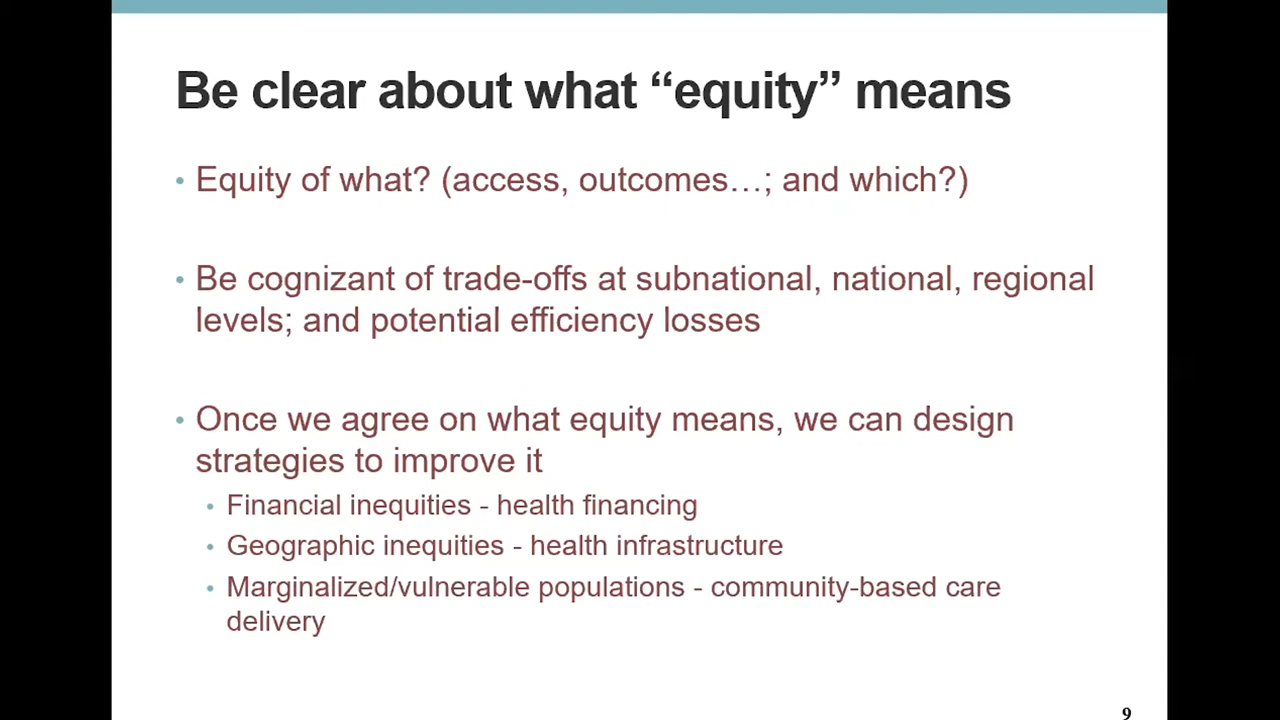 Be clear about what “equity” means
• Equity of what? (access, outcomes…; and which?)
• Be cognizant of trade-offs at subnational, national, regional
levels; and potential efficiency losses
• Once we agree on what equity means, we can design
strategies to improve it
• Financial inequities - health financing
• Geographic inequities - health infrastructure
• Marginalized/vulnerable populations - community-based care
delivery
9